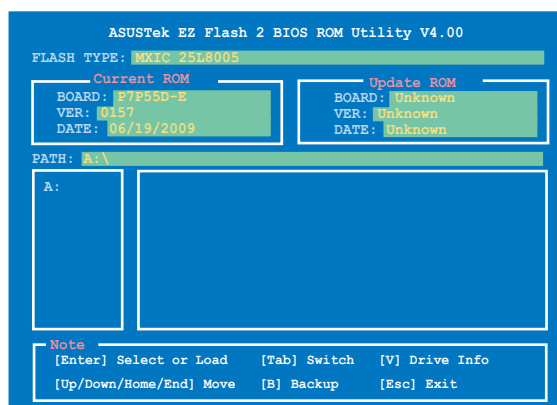 ASUSTek EZ Flash 2 BIOS ROM Utility V4.00
FLASH TYPE: MXIC 25L8005
Current ROM
BOARD: P7P55D-E
VER: 0157
DATE: 06/19/2009
Update ROM
BOARD: Unknown
VER: Unknown
DATE: Unknown
PATH: A:\
A:
Note
[Enter] Select or Load [Tab] Switch [V] Drive Info
[Up/Down/Home/End] Move [B] Backup [Esc] Exit